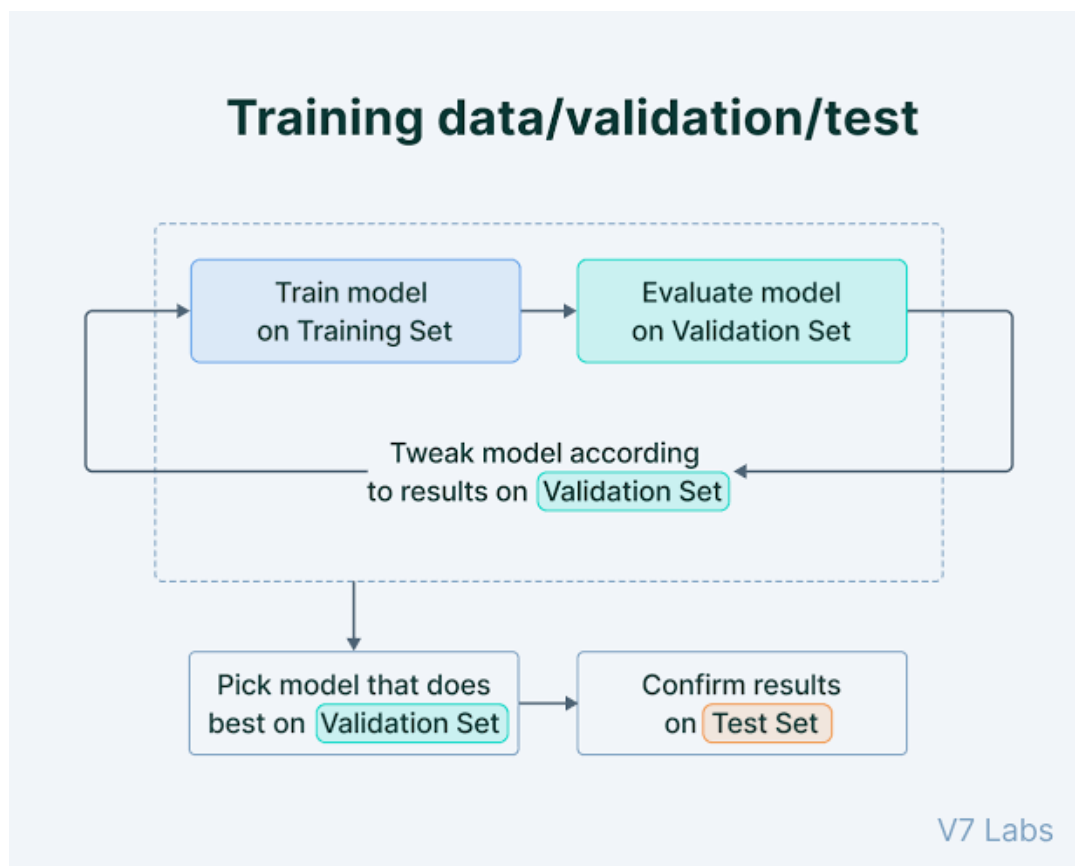 Training data/validation/test
Train model
on Training Set
Evaluate model
on Validation Set
Tweak model according
to results on Validation Set
Pick model that does
best on Validation Set
Confirm results
on Test Set
V7 Labs